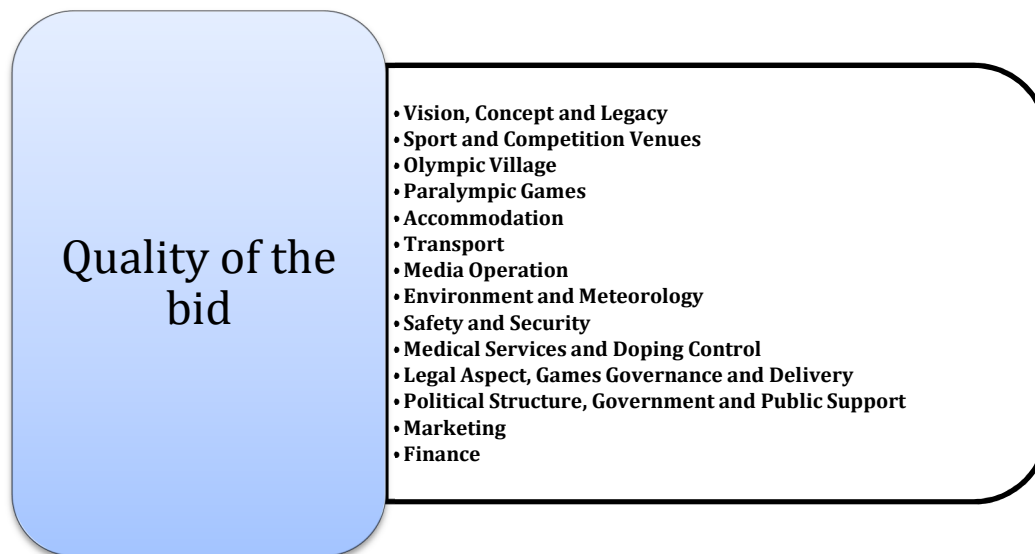 Quality of the
bid
• Vision, Concept and Legacy
• Sport and Competition Venues
• Olympic Village
• Paralympic Games
• Accommodation
• Transport
• Media Operation
• Environment and Meteorology
• Safety and Security
• Medical Services and Doping Control
• Legal Aspect, Games Governance and Delivery
• Political Structure, Government and Public Support
• Marketing
• Finance